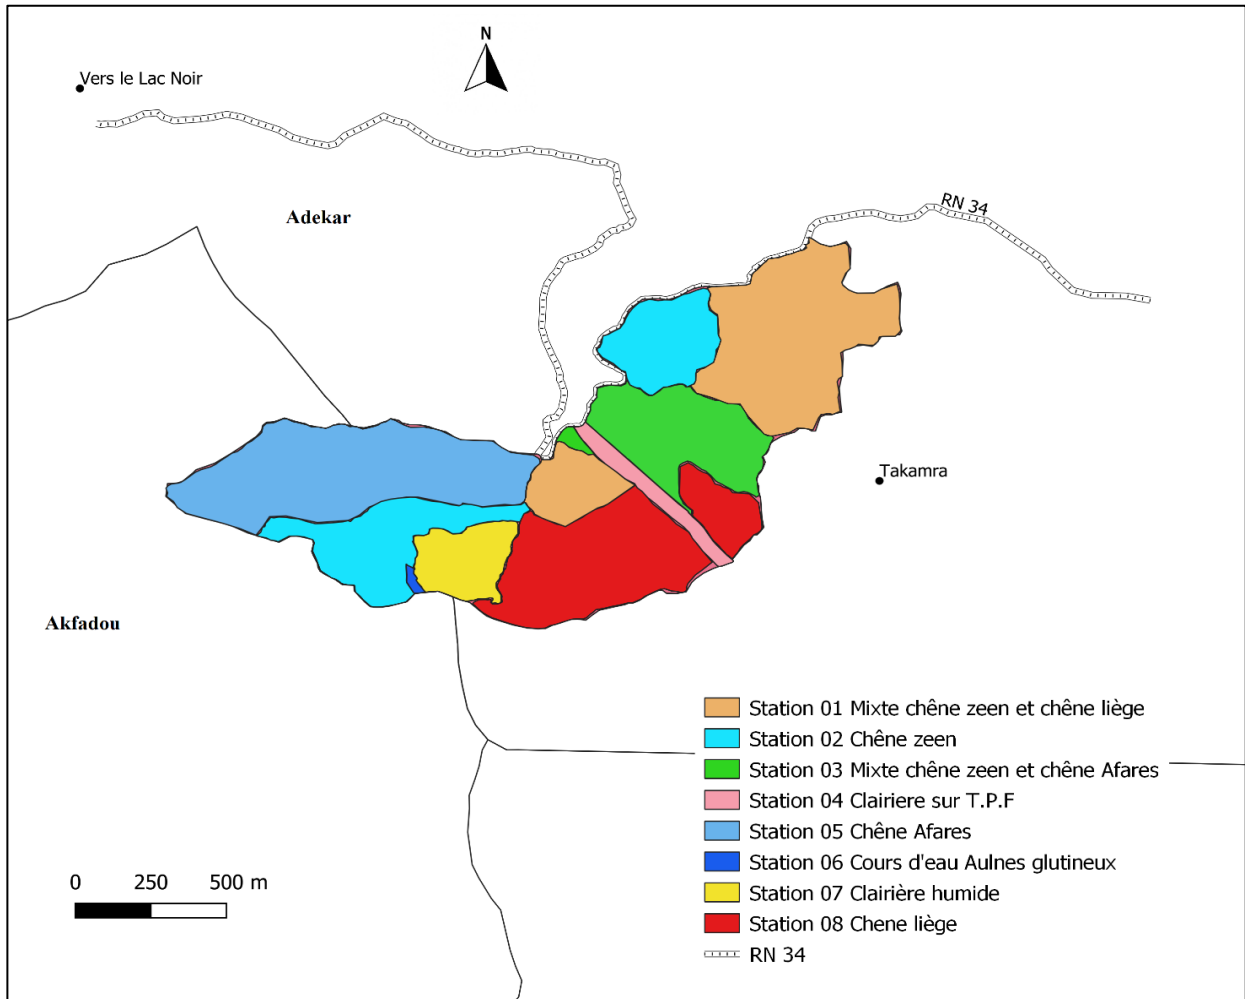 N
Vers le Lac Noir
Adekar
RN 34
Takamra
Akfadou
Station 01 Mixte chêne zeen et chêne liège
Station 02 Chêne zeen
Station 03 Mixte chêne zeen et chêne Afares
Station 04 Clairiere sur T.P.F
Station 05 Chêne Afares
Station 06 Cours d'eau Aulnes glutineux
Station 07 Clairière humide
Station 08 Chene liège
RN 34
0 250 500 m